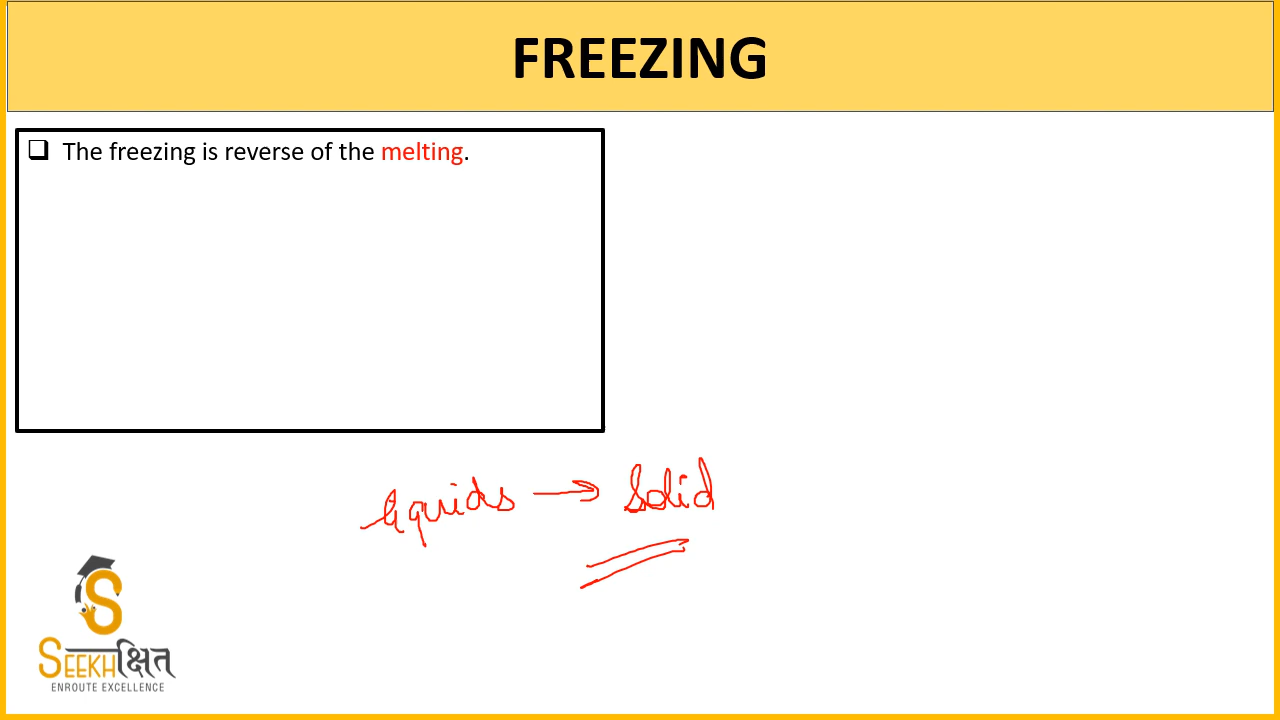 FREEZING
❑ The freezing is reverse of the melting.
liquids → Solid
S
SEEKHक्षित
ENROUTE EXCELLENCE